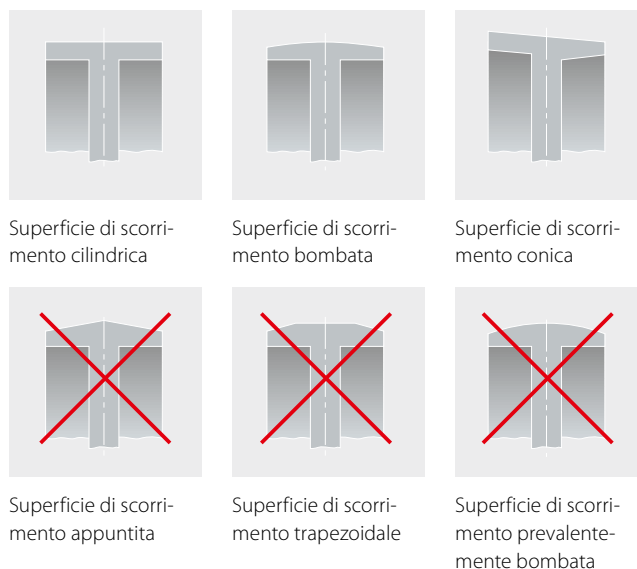 Superficie di scorri-
mento cilindrica
Superficie di scorri-
mento bombata
Superficie di scorri-
mento conica
Superficie di scorri-
mento appuntita
Superficie di scorri-
mento trapezoidale
Superficie di scorri-
mento prevalente-
mente bombata